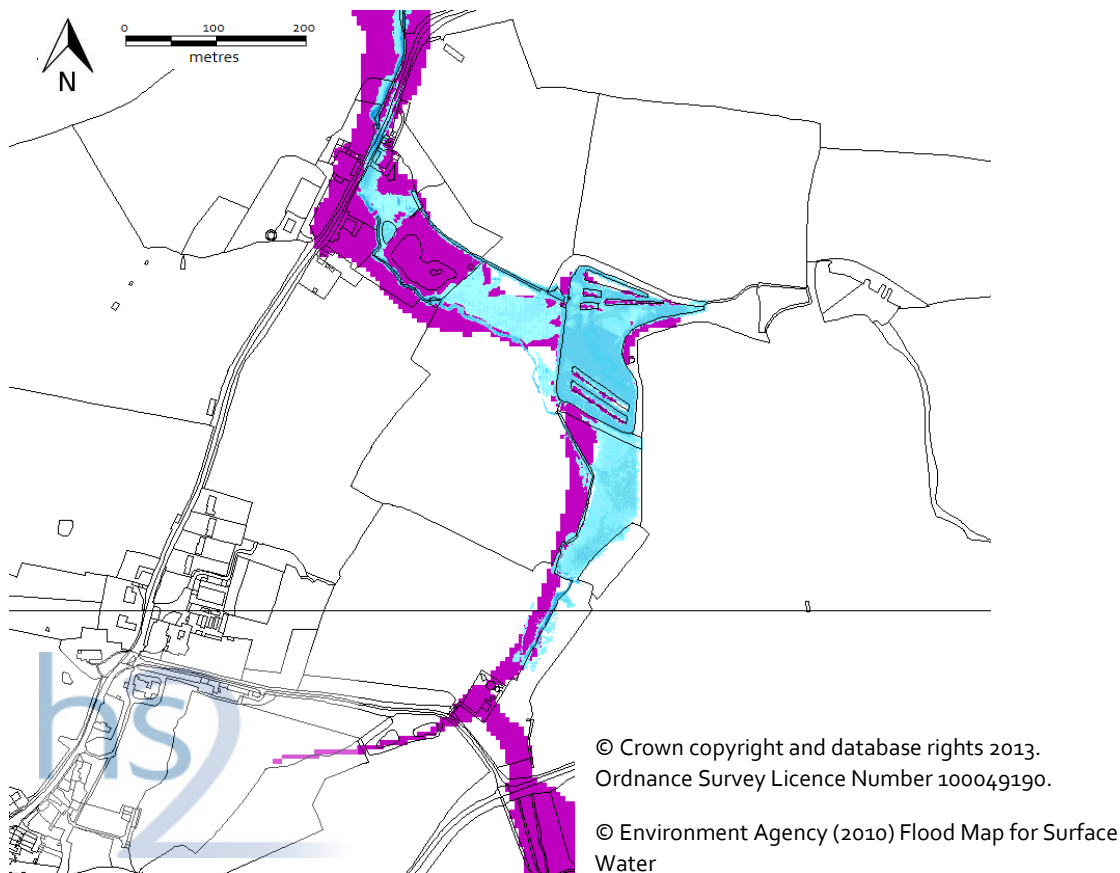 0 100 200
metres
N
hs2
© Crown copyright and database rights 2013.
Ordnance Survey Licence Number 100049190.
© Environment Agency (2010) Flood Map for Surface
Water